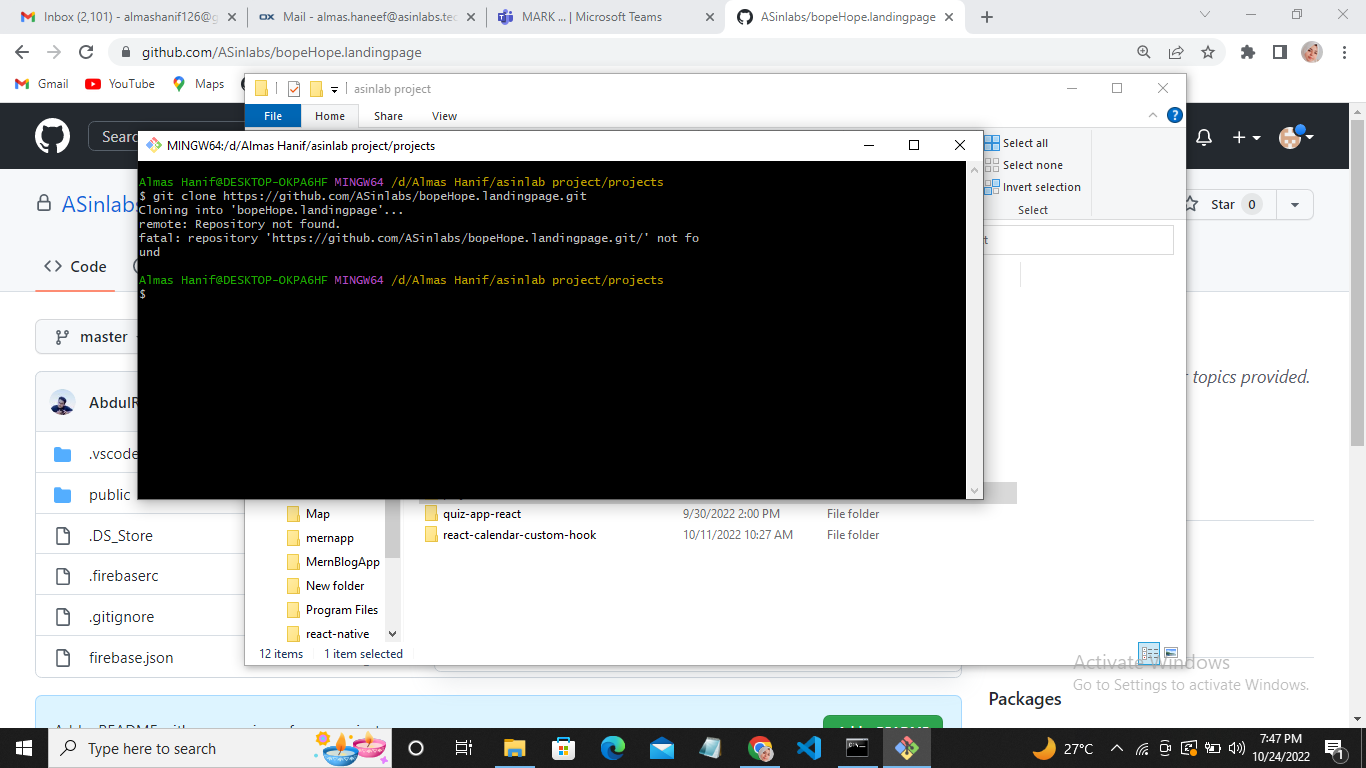 Inbox (2,101) - almashanif126@g
Mail - almas.haneef@asinlabs.tec
MARK ... | Microsoft Teams
ASinlabs/bopeHope.landingpage
github.com/ASinlabs/bopeHope.landingpage
Gmail
YouTube
Maps
asinlab project
File
Home
Share
View
Select all
Select none
Invert selection
Select
MINGW64:/d/Almas Hanif/asinlab project/projects
Almas Hanif@DESKTOP-OKPA6HF MINGW64 /d/Almas Hanif/asinlab project/projects
$ git clone https://github.com/ASinlabs/bopeHope.landingpage.git
Cloning into 'bopeHope.landingpage'...
remote: Repository not found.
fatal: repository 'https://github.com/ASinlabs/bopeHope.landingpage.git/' not fo
und
Almas Hanif@DESKTOP-OKPA6HF MINGW64 /d/Almas Hanif/asinlab project/projects
$
Searc
ASinlabs
Star 0
Code
master
topics provided.
AbdulR
.vscode
public
.DS_Store
.firebaserc
.gitignore
firebase.json
Map
mernapp
MernBlogApp
New folder
Program Files
react-native
quiz-app-react 9/30/2022 2:00 PM File folder
react-calendar-custom-hook 10/11/2022 10:27 AM File folder
12 items 1 item selected
Activate Windows
Go to Settings to activate Windows.
Packages
Type here to search
27°C
7:47 PM
10/24/2022
1